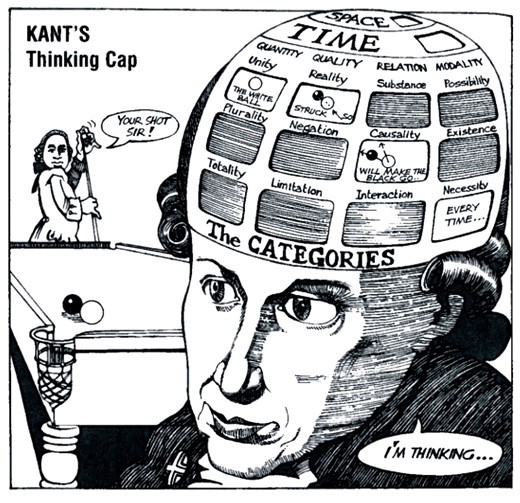 KANT'S
Thinking Cap
YOUR SHOT
SIR!
SPACE
TIME
QUANTITY QUALITY RELATION MODALITY
Unity Reality Substance Possibility
THE WHITE
BALL
STRUCK SO
Plurality Negation Causality Existence
WILL MAKE THE
BLACK GO..
Totality Limitation Interaction Necessity
EVERY
TIME...
The CATEGORIES
I'M THINKING...